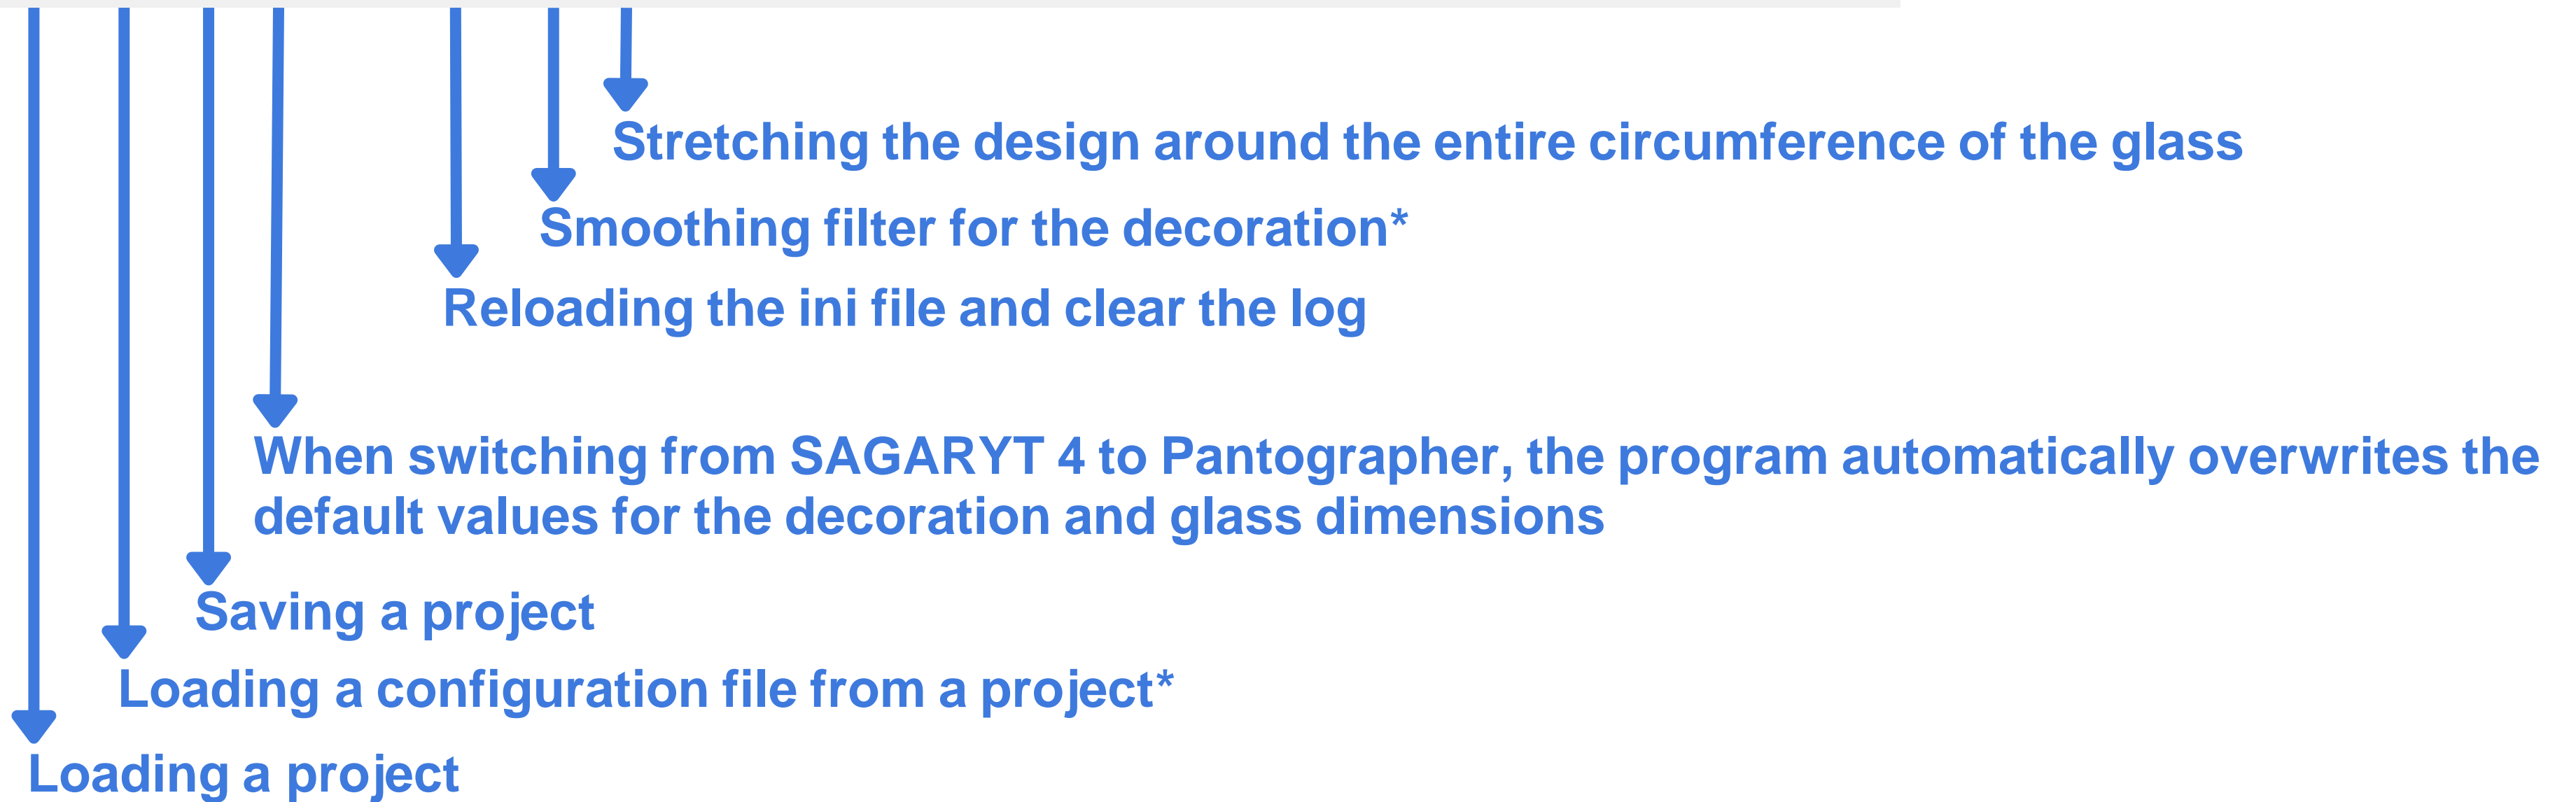 Stretching the design around the entire circumference of the glass
Smoothing filter for the decoration*
Reloading the ini file and clear the log
When switching from SAGARYT 4 to Pantographer, the program automatically overwrites the
default values for the decoration and glass dimensions
Saving a project
Loading a configuration file from a project*
Loading a project